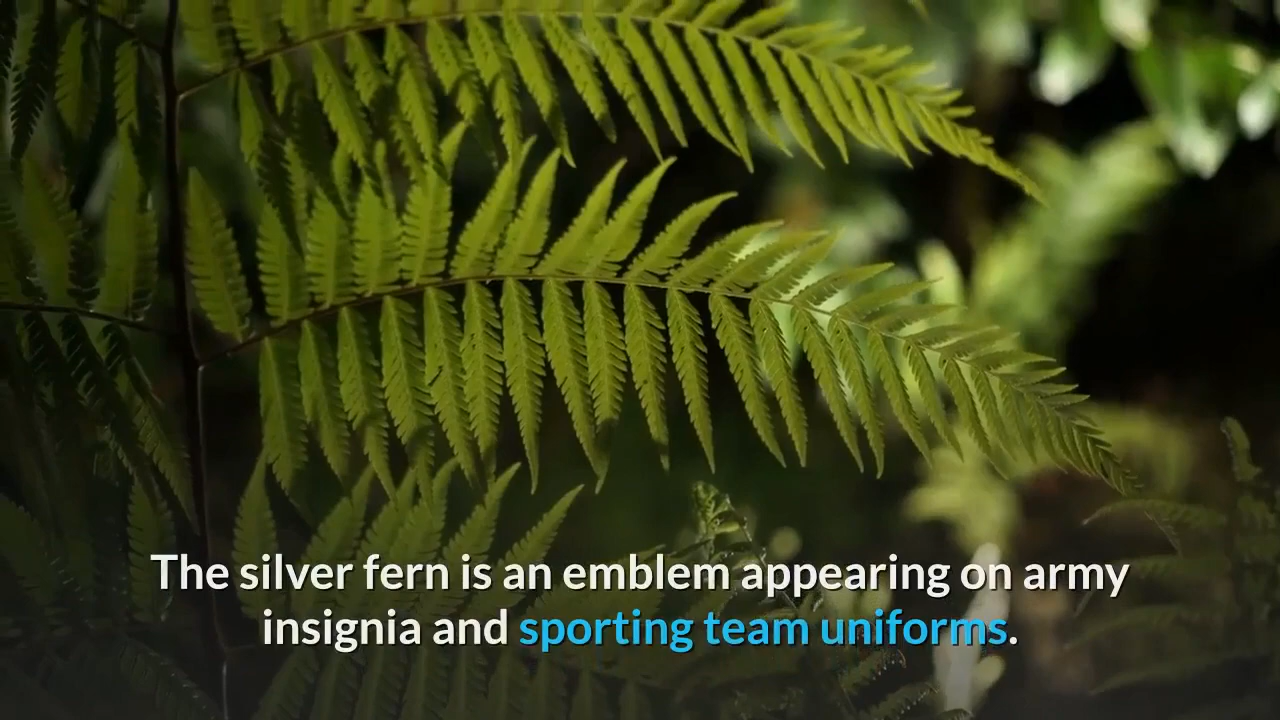 The silver fern is an emblem appearing on army
insignia and sporting team uniforms.